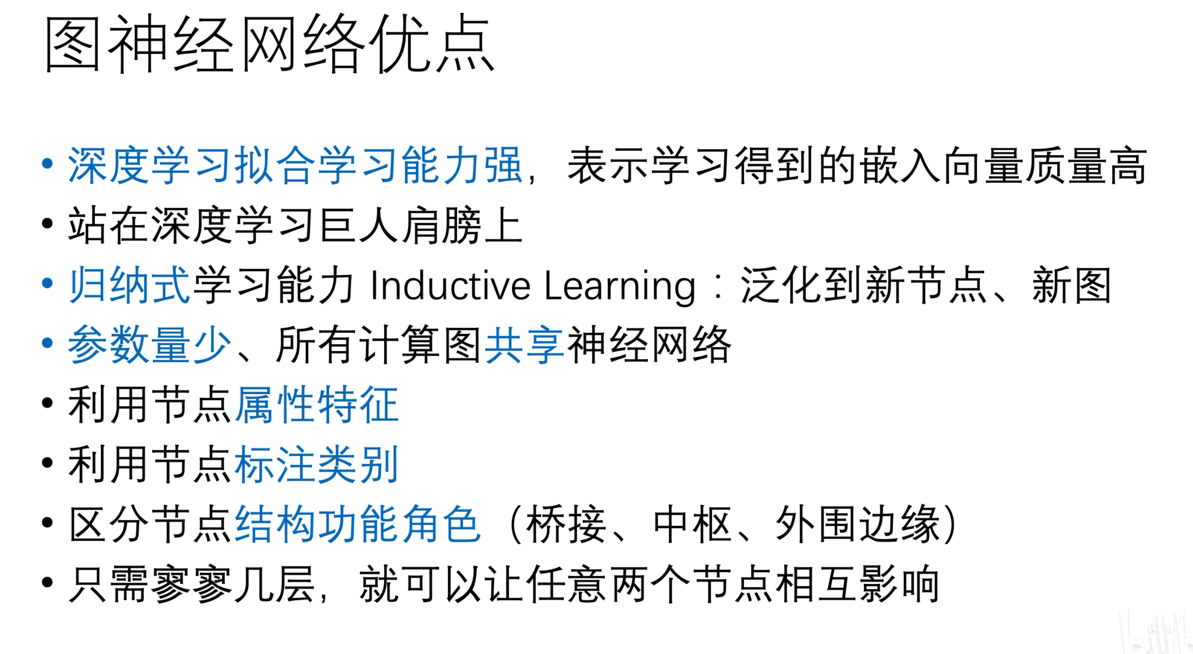 图神经网络优点
• 深度学习拟合学习能力强，表示学习得到的嵌入向量质量高
• 站在深度学习巨人肩膀上
• 归纳式学习能力 Inductive Learning：泛化到新节点、新图
• 参数量少、所有计算图共享神经网络
• 利用节点属性特征
• 利用节点标注类别
• 区分节点结构功能角色（桥接、中枢、外围边缘）
• 只需寥寥几层，就可以让任意两个节点相互影响